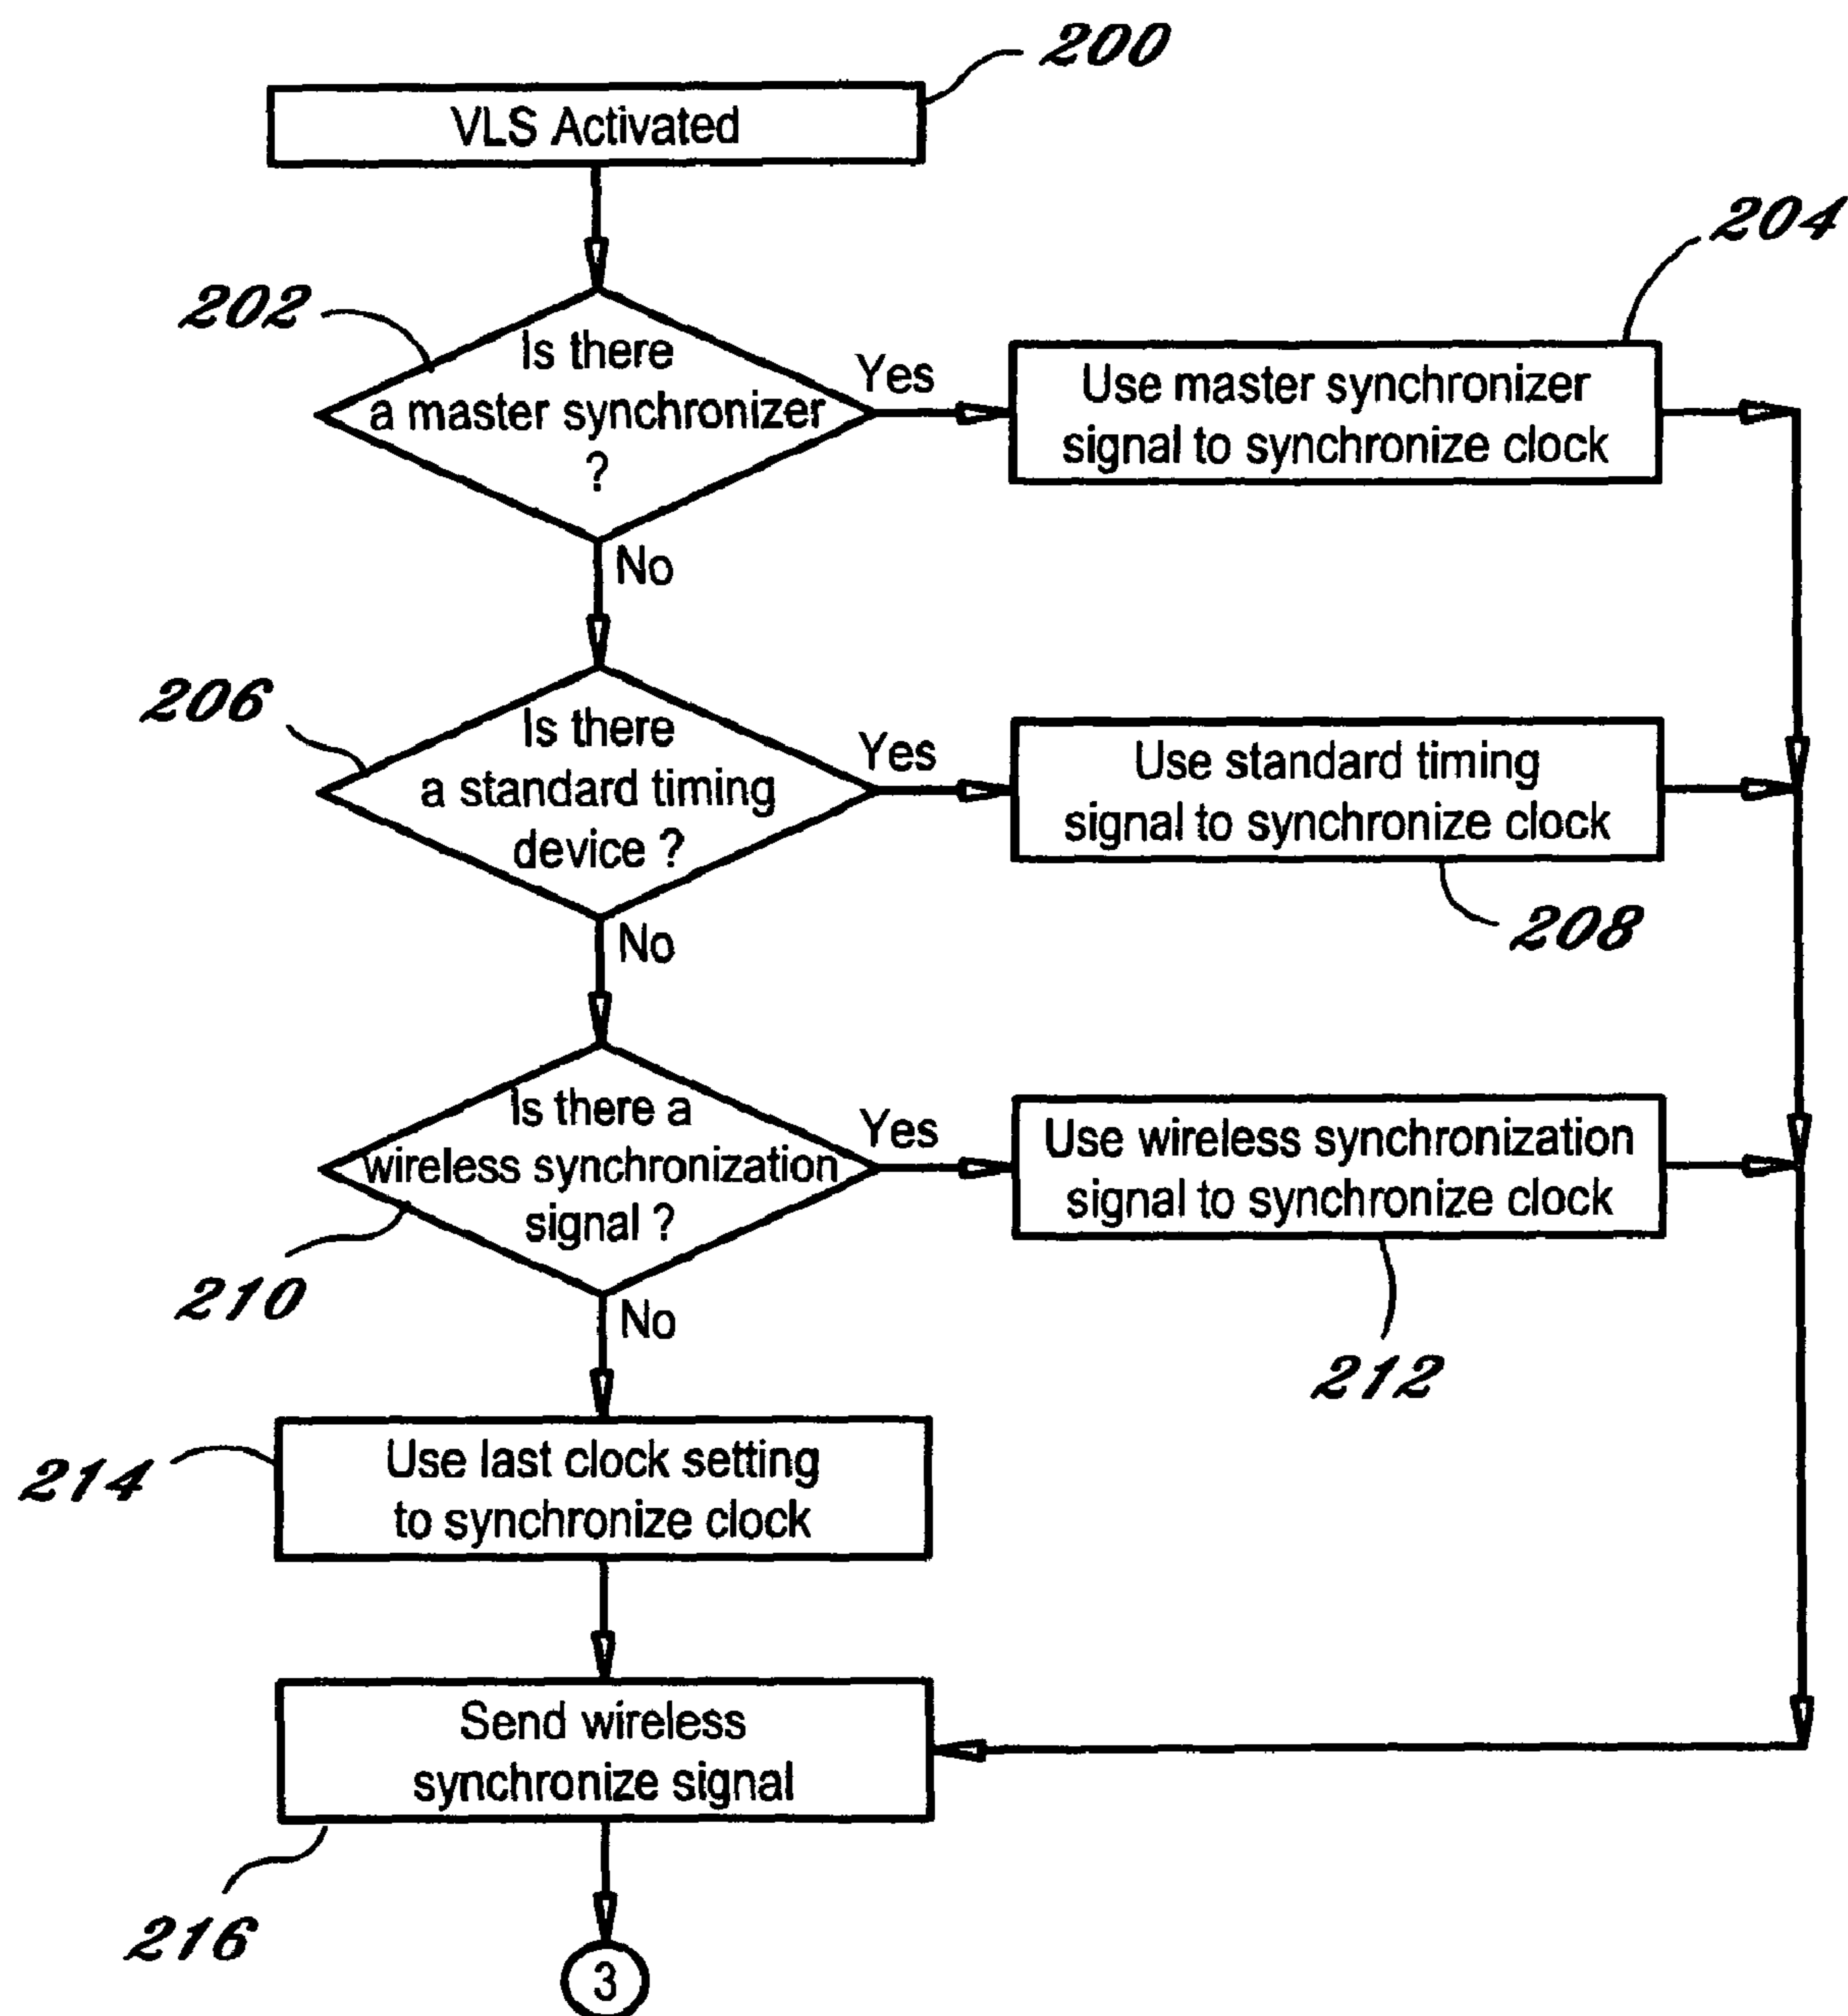 200
VLS Activated
204
202
Is there
a master synchronizer
?
Yes
Use master synchronizer
signal to synchronize clock
No
206
Is there
a standard timing
device ?
Yes
Use standard timing
signal to synchronize clock
208
No
Is there a
wireless synchronization
signal ?
Yes
Use wireless synchronization
signal to synchronize clock
210
212
No
214
Use last clock setting
to synchronize clock
Send wireless
synchronize signal
216
3